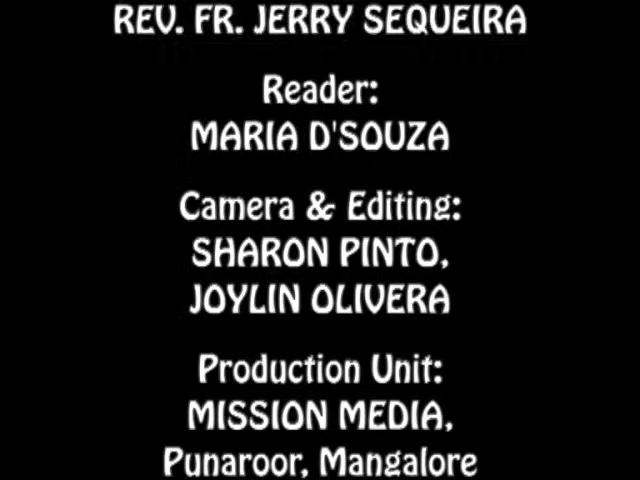 REV. FR. JERRY SEQUEIRA
Reader:
MARIA D'SOUZA
Camera & Editing:
SHARON PINTO,
JOYLIN OLIVERA
Production Unit:
MISSION MEDIA,
Punaroor, Mangalore